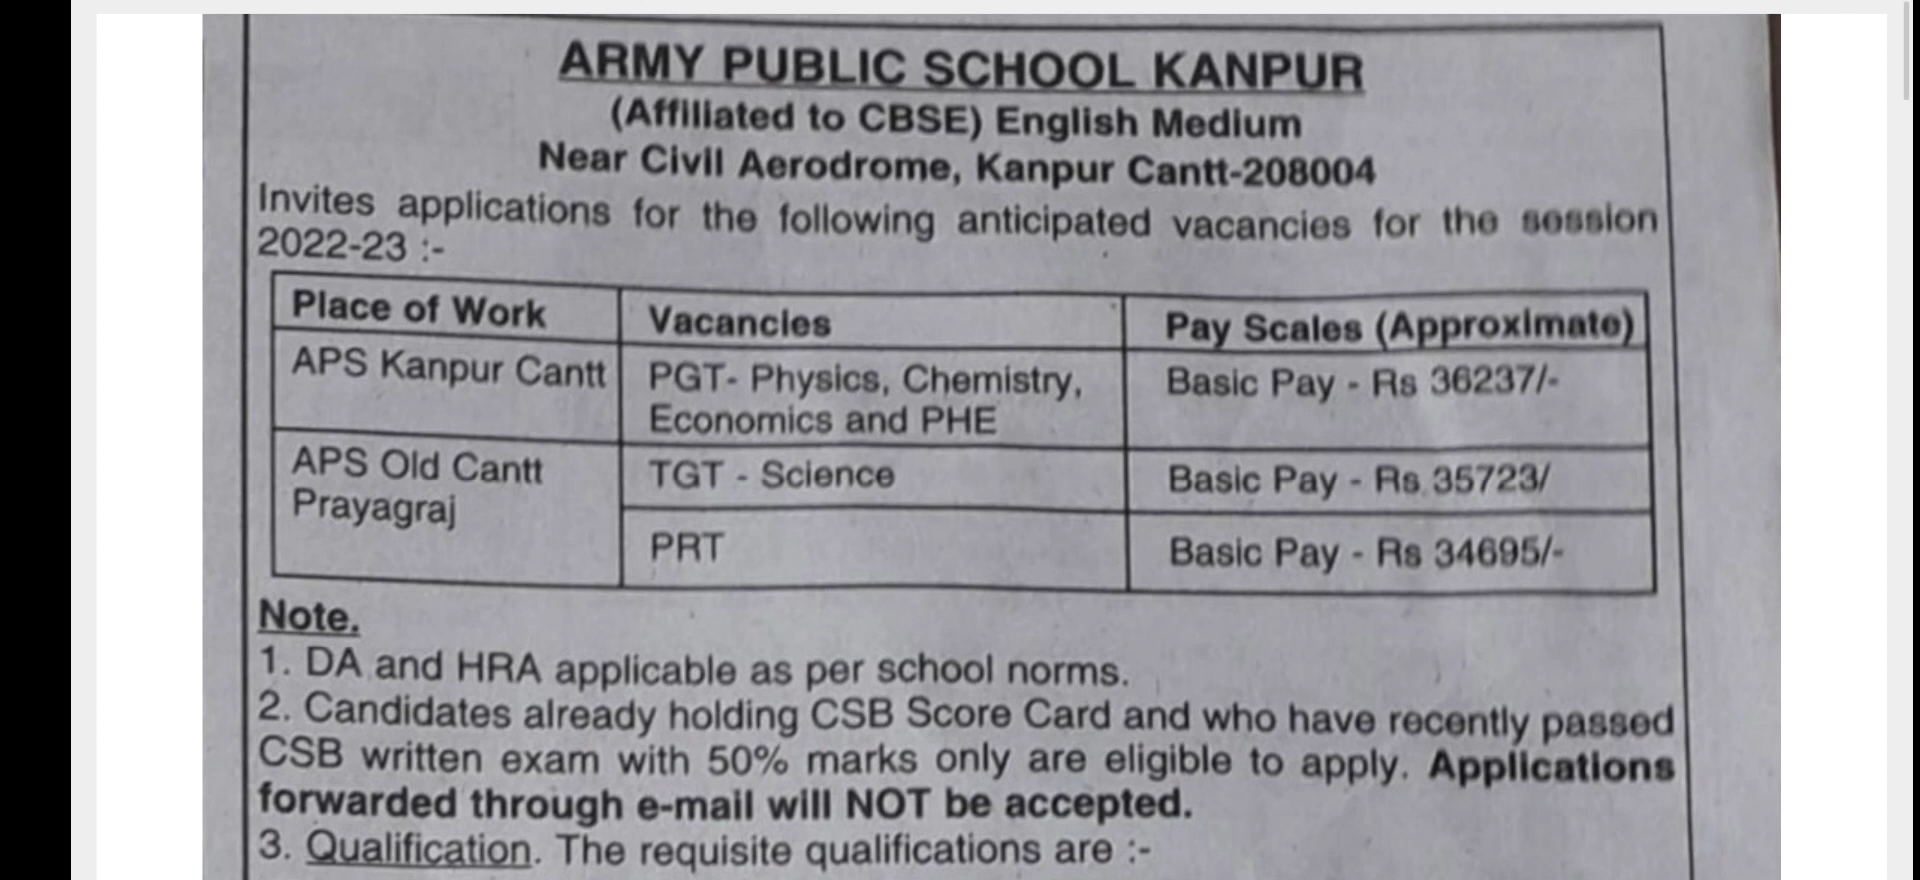 ARMY PUBLIC SCHOOL KANPUR
(Affiliated to CBSE) English Medium
Near Civil Aerodrome, Kanpur Cantt-208004
Invites applications for the following anticipated vacancies for the session
2022-23 :-
Place of Work Vacancies Pay Scales (Approximate)
APS Kanpur Cantt PGT- Physics, Chemistry, Basic Pay - Rs 36237/-
Economics and PHE
APS Old Cantt TGT - Science Basic Pay - Rs 35723/
Prayagraj
PRT Basic Pay - Rs 34695/-
Note.
1. DA and HRA applicable as per school norms.
2. Candidates already holding CSB Score Card and who have recently passed
CSB written exam with 50% marks only are eligible to apply. Applications
forwarded through e-mail will NOT be accepted.
3. Qualification. The requisite qualifications are :-